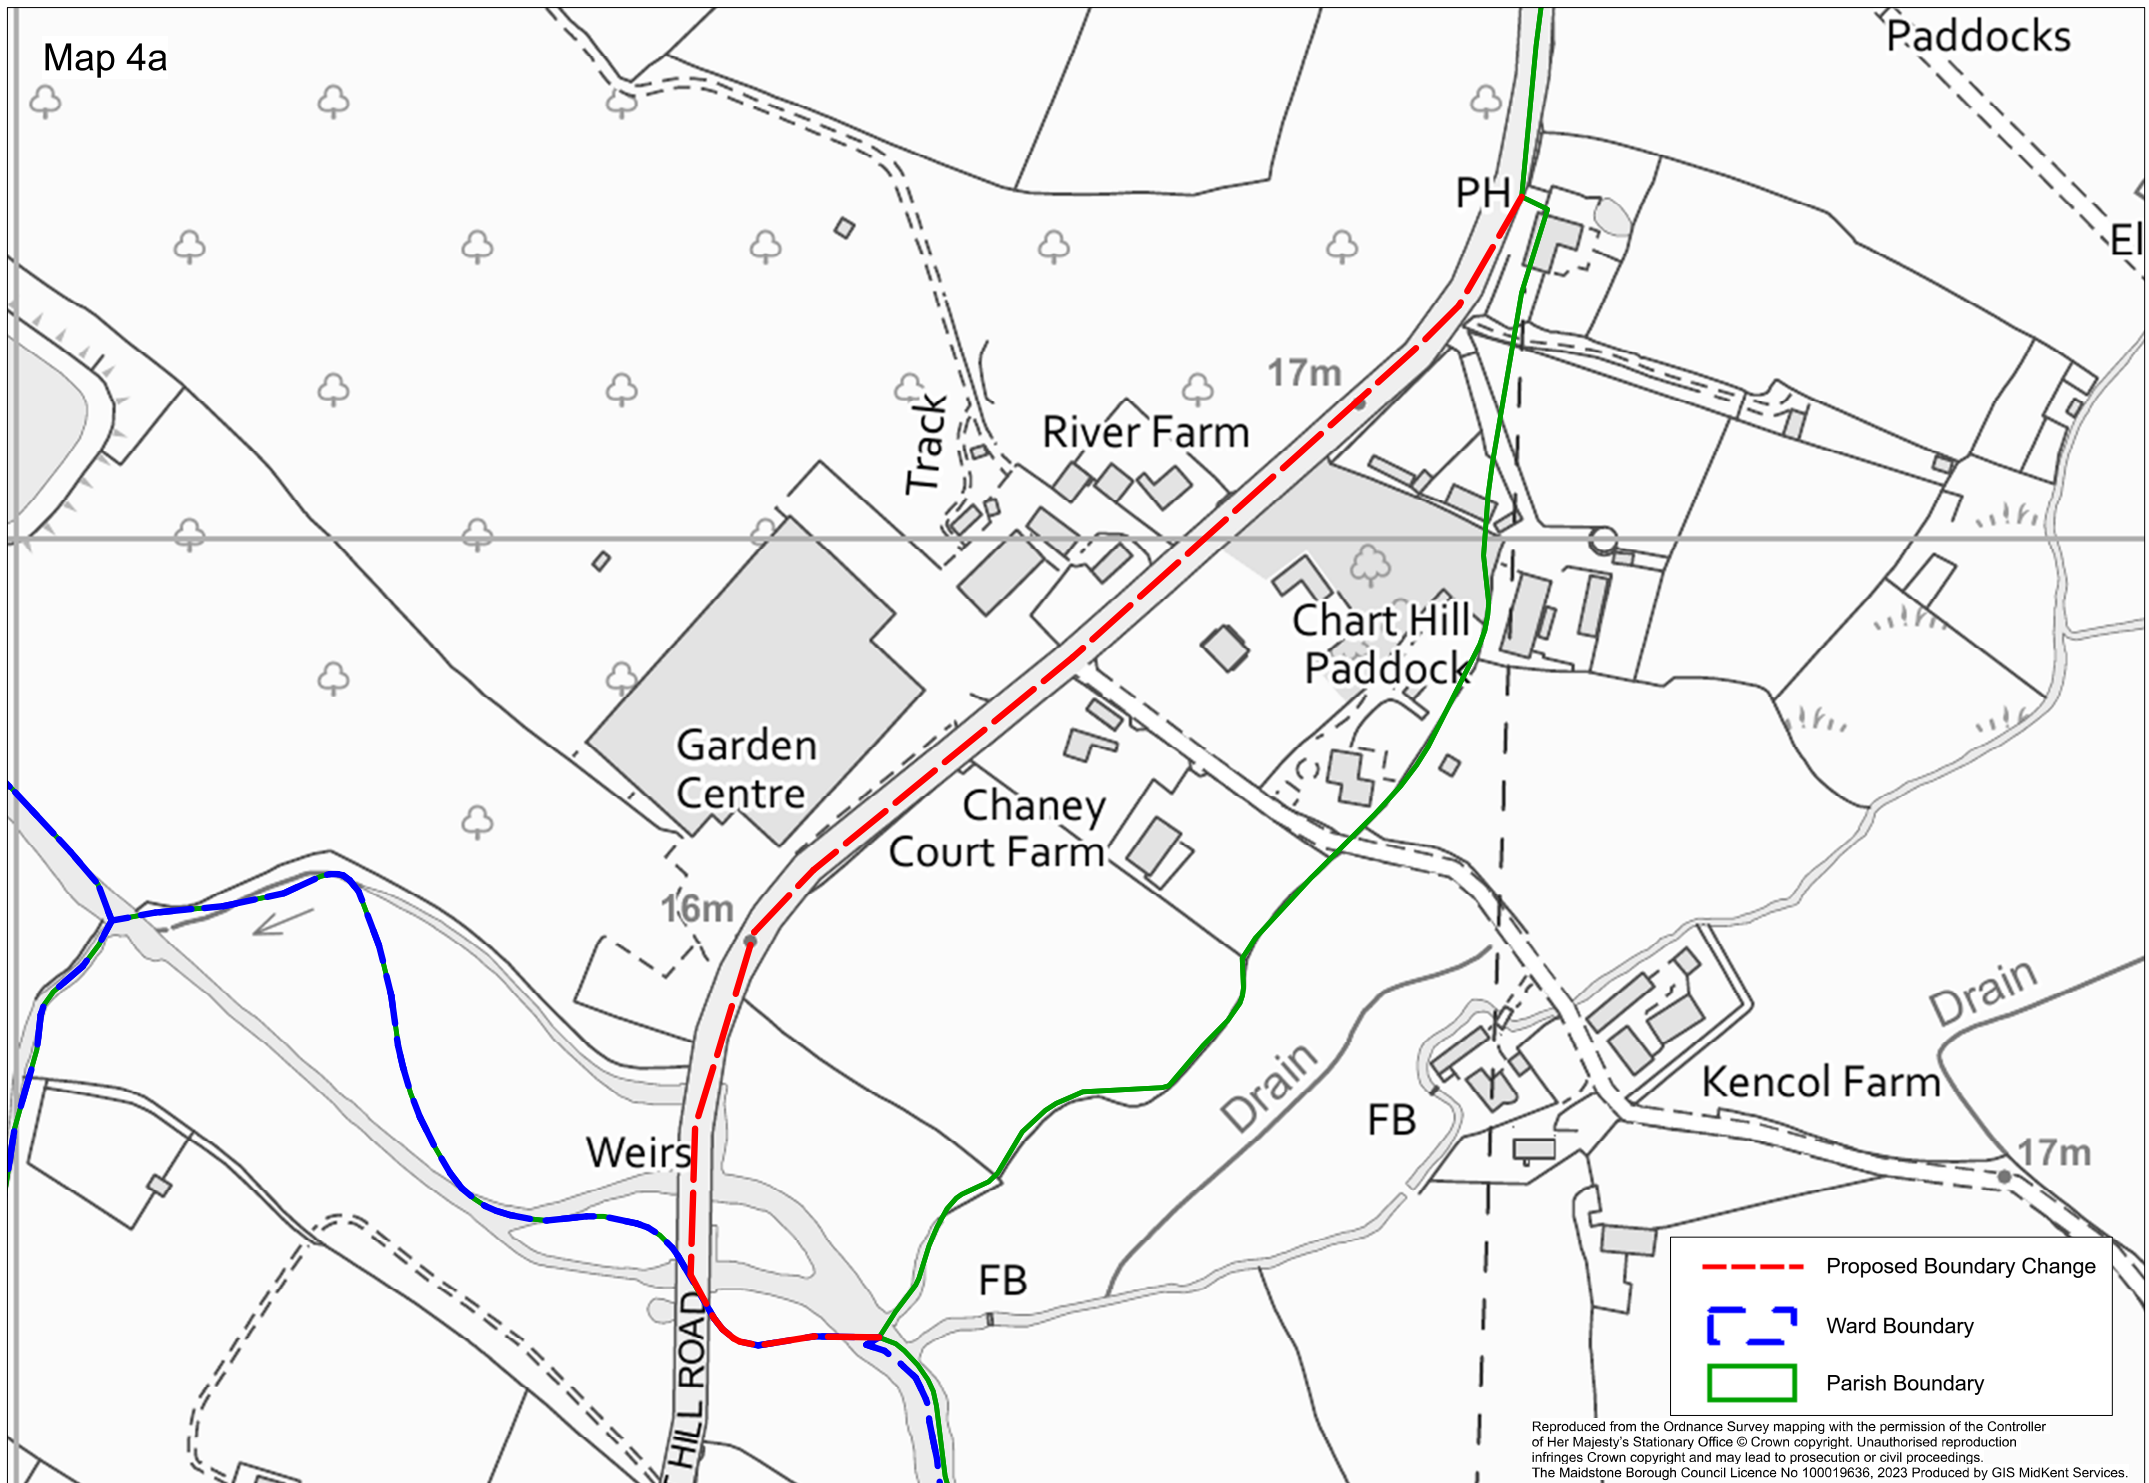 Map 4a
Paddocks
PH
El
17m
Track
River Farm
Chart Hill
Paddock
Garden
Centre
Chaney
Court Farm
16m
Drain
Drain
Kencol Farm
FB
Weirs
17m
FB
HILL ROAD
Proposed Boundary Change
Ward Boundary
Parish Boundary
Reproduced from the Ordnance Survey mapping with the permission of the Controller
of Her Majesty's Stationary Office © Crown copyright. Unauthorised reproduction
infringes Crown copyright and may lead to prosecution or civil proceedings.
The Maidstone Borough Council Licence No 100019636, 2023 Produced by GIS MidKent Services.